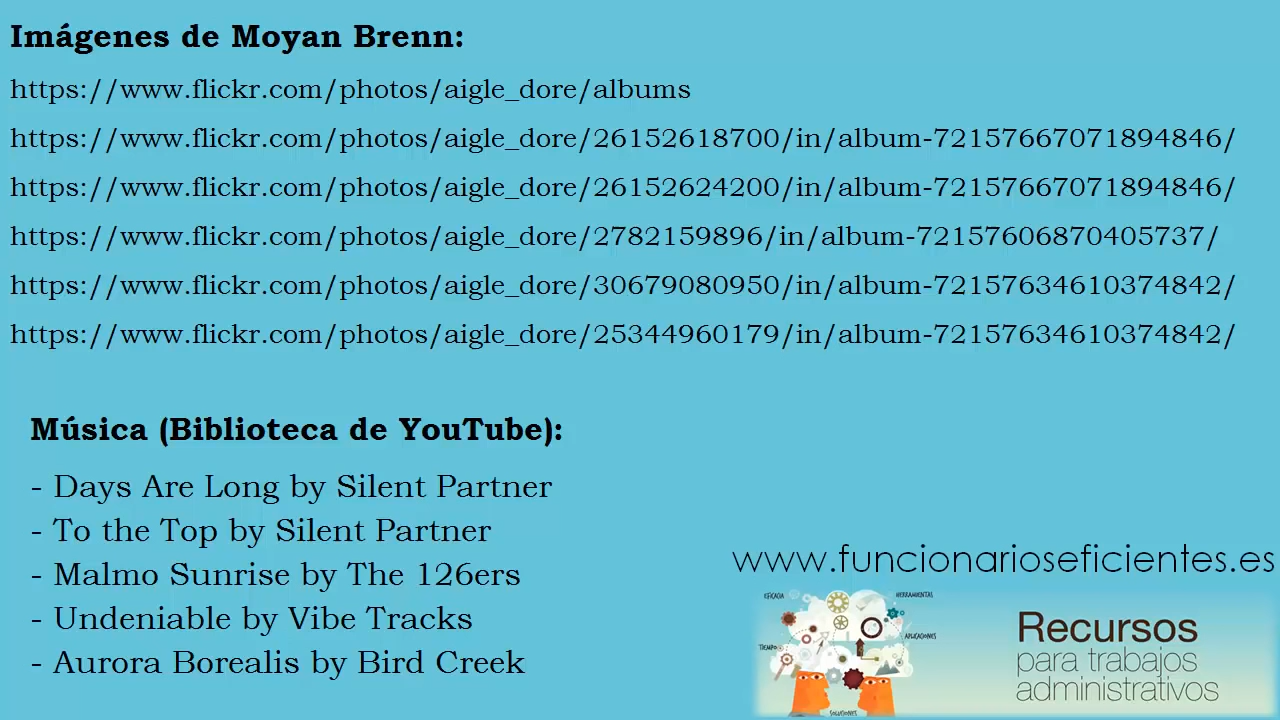 Imágenes de Moyan Brenn:
https://www.flickr.com/photos/aigle_dore/albums
https://www.flickr.com/photos/aigle_dore/26152618700/in/album-72157667071894846/
https://www.flickr.com/photos/aigle_dore/26152624200/in/album-72157667071894846/
https://www.flickr.com/photos/aigle_dore/2782159896/in/album-72157606870405737/
https://www.flickr.com/photos/aigle_dore/30679080950/in/album-72157634610374842/
https://www.flickr.com/photos/aigle_dore/25344960179/in/album-72157634610374842/
Música (Biblioteca de YouTube):
- Days Are Long by Silent Partner
- To the Top by Silent Partner
- Malmo Sunrise by The 126ers
- Undeniable by Vibe Tracks
- Aurora Borealis by Bird Creek
www.funcionarioseficientes.es
EFICACIA
HERRAMIENTAS
APLICACIONES
TIEMPO
SOLUCIONES
Recursos
para trabajos
administrativos